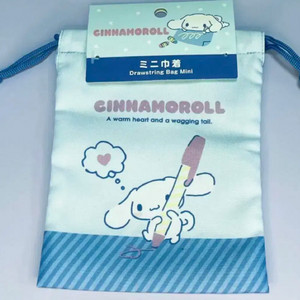 CINNAMOROLL
ミニ巾着
Drawstring Bag Mini
CINNAMOROLL
A warm heart and a wagging tail.